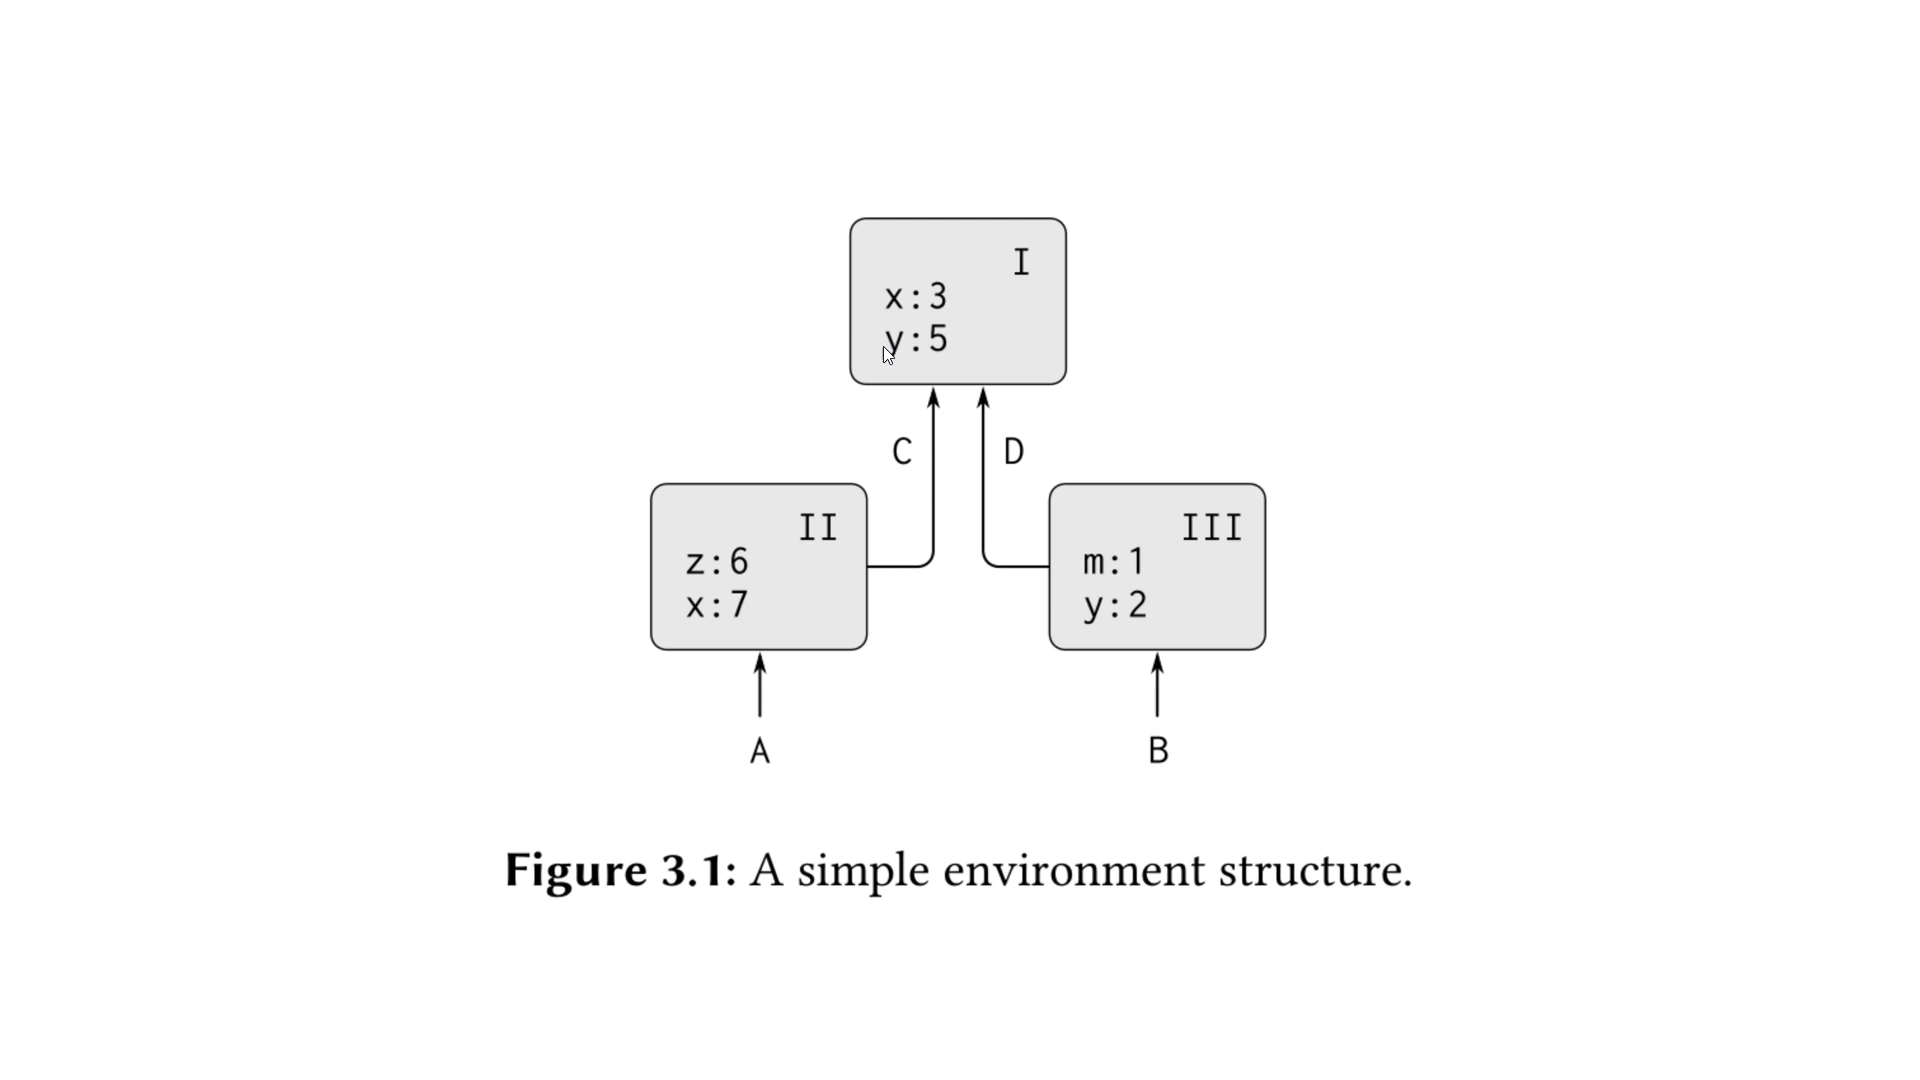 I
x:3
y:5
C
D
II
z:6
x:7
III
m:1
y:2
A
B
Figure 3.1: A simple environment structure.